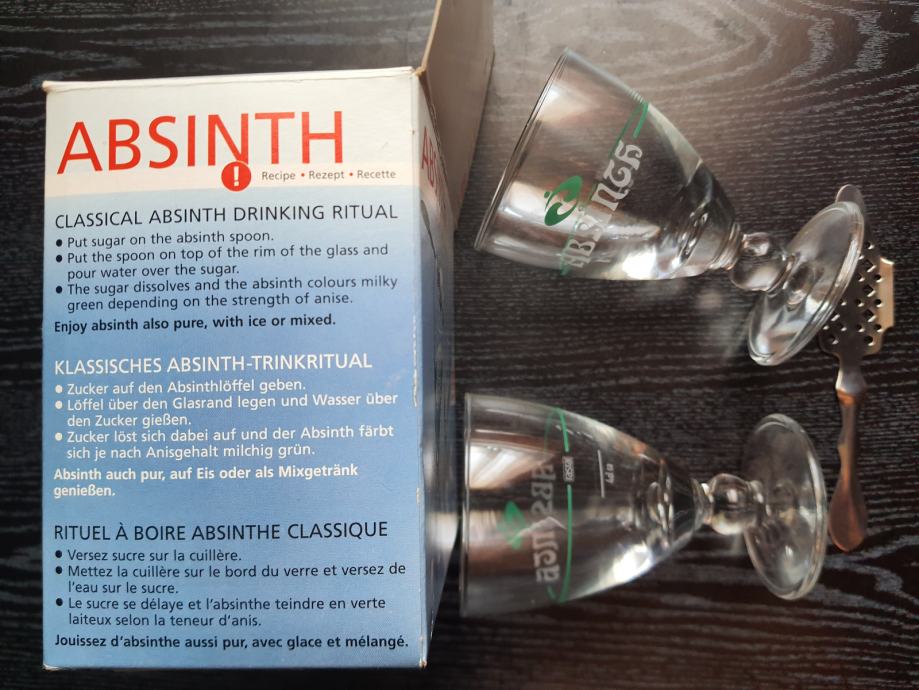 ABSINTH
!
Recipe • Rezept • Recette
CLASSICAL ABSINTH DRINKING RITUAL
• Put sugar on the absinth spoon.
• Put the spoon on top of the rim of the glass and
pour water over the sugar.
• The sugar dissolves and the absinth colours milky
green depending on the strength of anise.
Enjoy absinth also pure, with ice or mixed.
KLASSISCHES ABSINTH-TRINKRITUAL
• Zucker auf den Absinthlöffel geben.
• Löffel über den Glasrand legen und Wasser über
den Zucker gießen.
• Zucker löst sich dabei auf und der Absinth färbt
sich je nach Anisgehalt milchig grün.
Absinth auch pur, auf Eis oder als Mixgetränk
genießen.
RITUEL À BOIRE ABSINTHE CLASSIQUE
• Versez sucre sur la cuillère.
• Mettez la cuillère sur le bord du verre et versez de
l'eau sur le sucre.
• Le sucre se délaye et l'absinthe teindre en verte
laiteux selon la teneur d'anis.
Jouissez d'absinthe aussi pur, avec glace et mélangé.